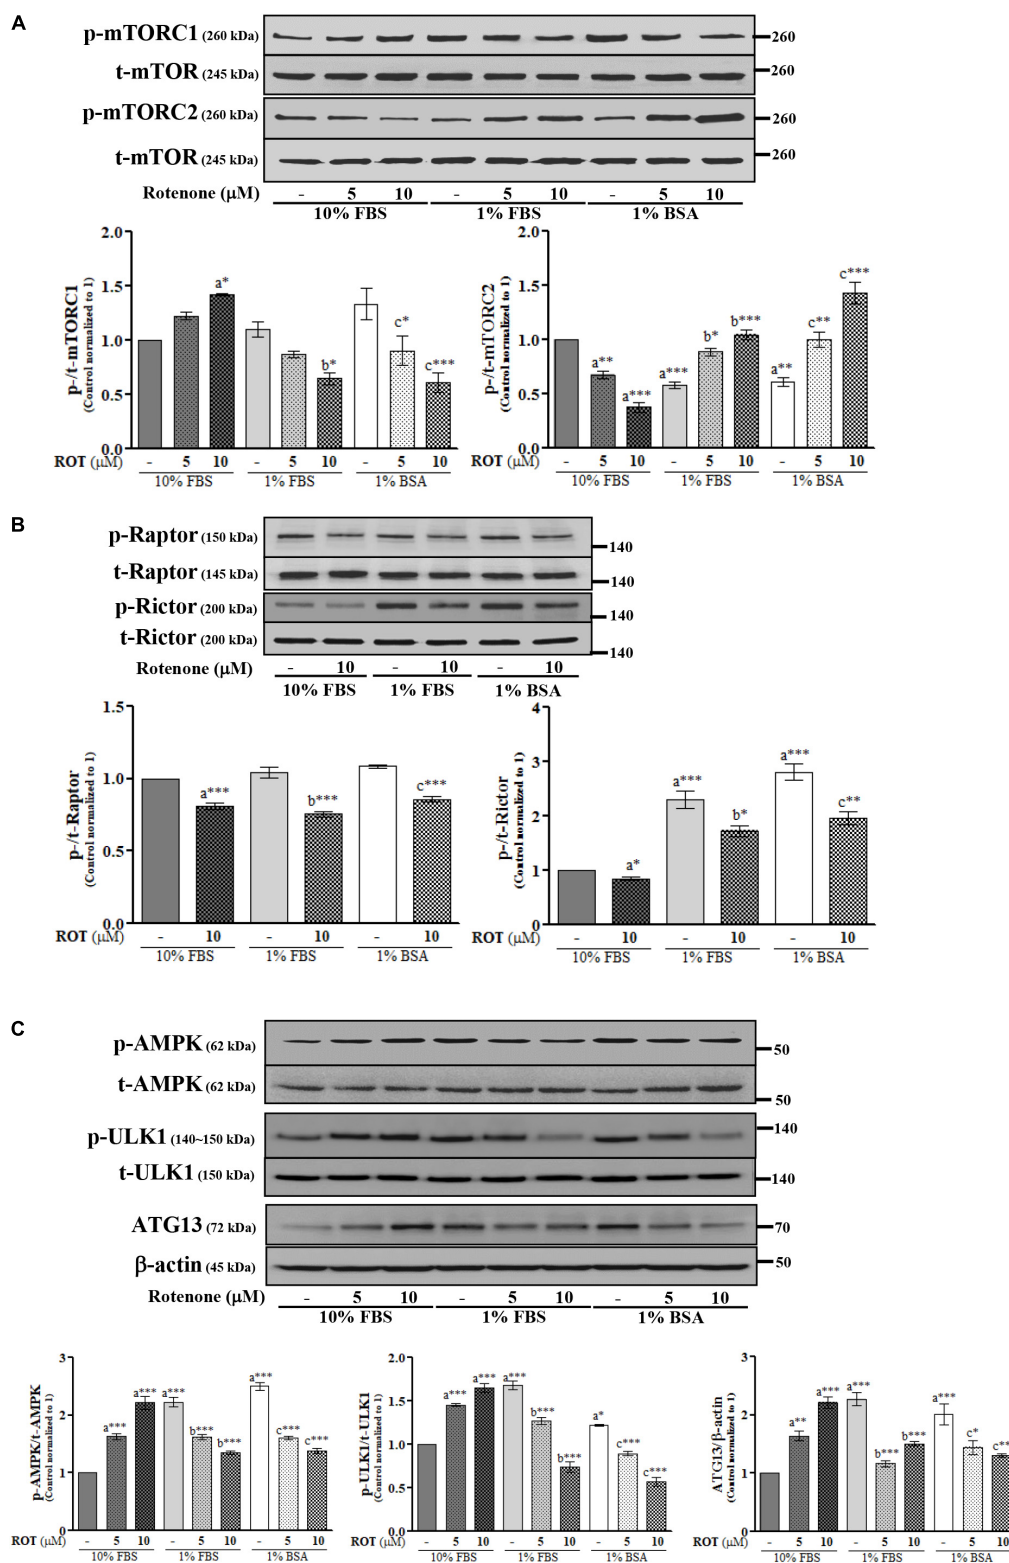 A
p-mTORC1 (260 kDa) 260
t-mTOR (245 kDa) 260
p-mTORC2 (260 kDa) 260
t-mTOR (245 kDa) 260
Rotenone (μM) - 5 10 - 5 10 - 5 10
10% FBS 1% FBS 1% BSA
p-/t-mTORC1
(Control normalized to 1)
2.0
1.5
1.0
0.5
0.0
a*
b*
c*
c***
ROT (μM) - 5 10 - 5 10 - 5 10
10% FBS 1% FBS 1% BSA
p-/t-mTORC2
(Control normalized to 1)
2.0
1.5
1.0
0.5
0.0
a**
a***
a***
b*
b***
a**
c**
c***
ROT (μM) - 5 10 - 5 10 - 5 10
10% FBS 1% FBS 1% BSA
B
p-Raptor (150 kDa) 140
t-Raptor (145 kDa) 140
p-Rictor (200 kDa) 140
t-Rictor (200 kDa) 140
Rotenone (μM) - 10 - 10 - 10
10% FBS 1% FBS 1% BSA
p-/t-Raptor
(Control normalized to 1)
1.5
1.0
0.5
0.0
a***
b***
c***
ROT (μM) - 10 - 10 - 10
10% FBS 1% FBS 1% BSA
p-/t-Rictor
(Control normalized to 1)
4
3
2
1
0
a*
a***
b*
a***
c**
ROT (μM) - 10 - 10 - 10
10% FBS 1% FBS 1% BSA
C
p-AMPK (62 kDa) 50
t-AMPK (62 kDa) 50
p-ULK1 (140~150 kDa) 140
t-ULK1 (150 kDa) 140
ATG13 (72 kDa) 70
β-actin (45 kDa) 50
Rotenone (μM) - 5 10 - 5 10 - 5 10
10% FBS 1% FBS 1% BSA
p-AMPK/t-AMPK
(Control normalized to 1)
3
2
1
0
a***
a***
a***
b***
b***
a***
c***
c***
ROT (μM) - 5 10 - 5 10 - 5 10
10% FBS 1% FBS 1% BSA
p-ULK1/t-ULK1
(Control normalized to 1)
2.0
1.5
1.0
0.5
0.0
a***
a***
a***
b***
b***
a*
c***
c***
ROT (μM) - 5 10 - 5 10 - 5 10
10% FBS 1% FBS 1% BSA
ATG13/β-actin
(Control normalized to 1)
3
2
1
0
a**
a***
a***
b***
b***
a***
c*
c**
ROT (μM) - 5 10 - 5 10 - 5 10
10% FBS 1% FBS 1% BSA